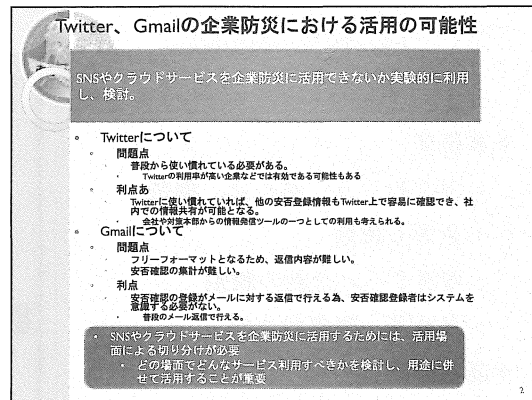 Twitter、Gmailの企業防災における活用の可能性
SNSやクラウドサービスを企業防災に活用できないか実験的に利用
し、検討。
Twitterについて
問題点
普段から使い慣れている必要がある。
Twitterの利用率が高い企業などでは有効である可能性もある
利点あ
Twitterに使い慣れていれば、他の安否登録情報もTwitter上で容易に確認でき、社
内での情報共有が可能となる。
会社や対策本部からの情報発信ツールの一つとしての利用も考えられる。
Gmailについて
問題点
フリーフォーマットとなるため、返信内容が難しい。
安否確認の集計が難しい。
利点
安否確認の登録がメールに対する返信で行える為、安否確認登録者はシステムを
意識する必要がない。
普段のメール返信で行える。
SNSやクラウドサービスを企業防災に活用するためには、活用場
面による切り分けが必要
どの場面でどんなサービス利用すべきかを検討し、用途に併
せて活用することが重要
2